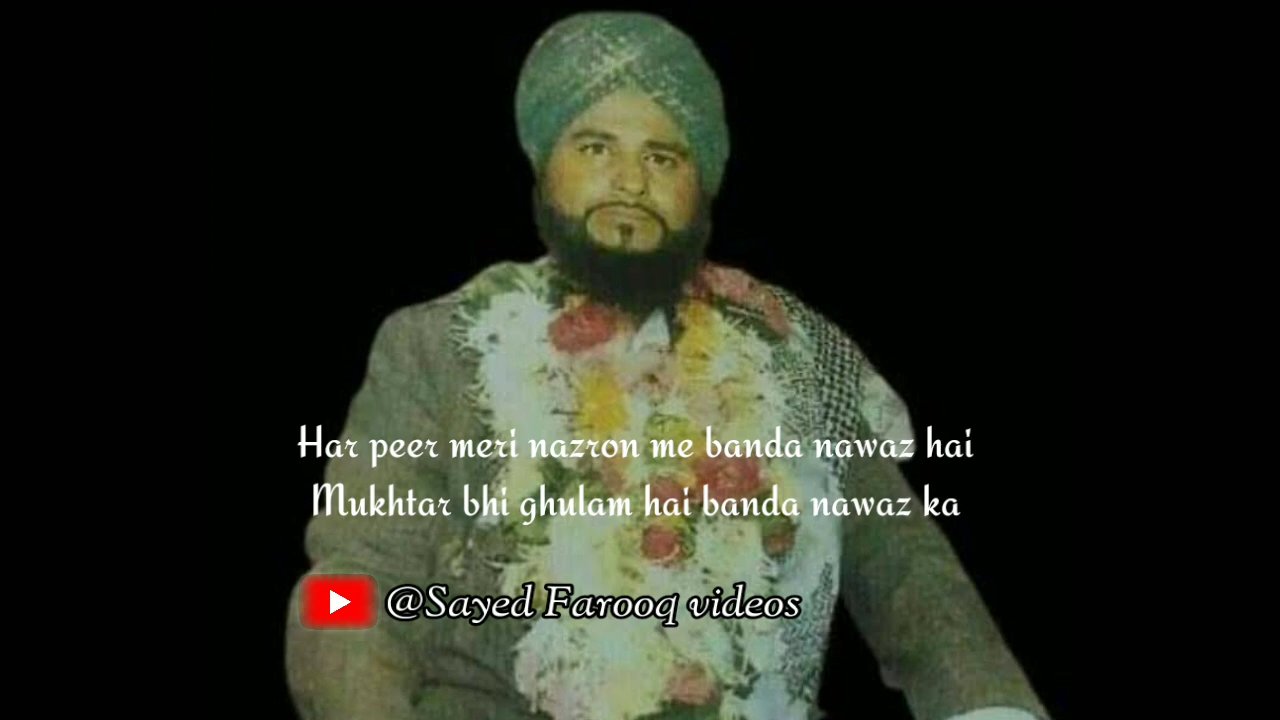 Har peer meri nazron me banda nawaz hai
Mukhtar bhi ghulam hai banda nawaz ka
@Sayed Farooq videos